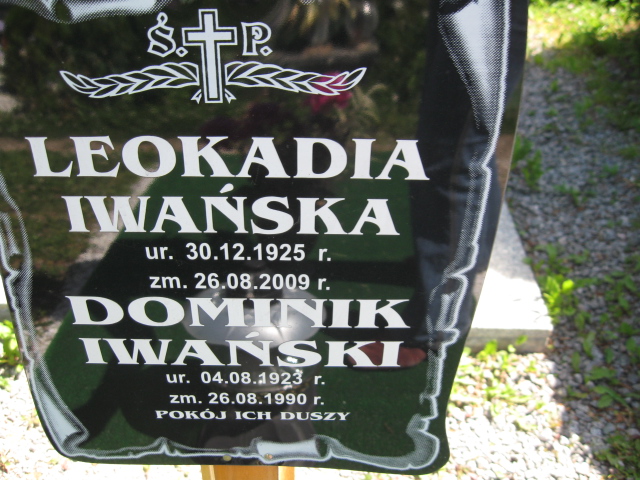 Ś. P.
LEOKADIA
IWAŃSKA
ur. 30.12.1925 r.
zm. 26.08.2009 r.
DOMINIK
IWAŃSKI
ur. 04.08.1923 r.
zm. 26.08.1990 r.
POKÓJ ICH DUSZY